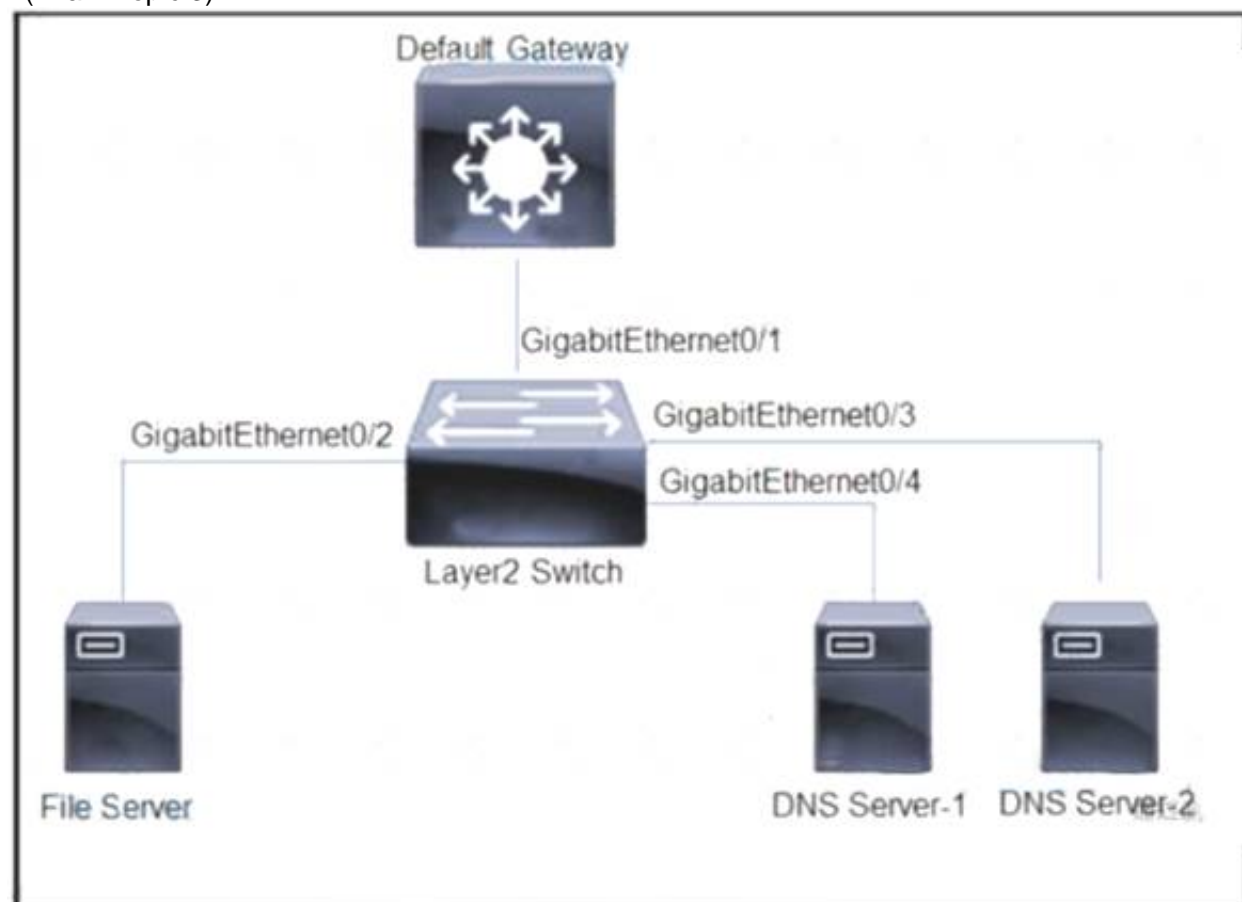 Default Gateway
GigabitEthernet0/1
GigabitEthernet0/2
GigabitEthernet0/3
GigabitEthernet0/4
Layer2 Switch
File Server
DNS Server-1
DNS Server-2